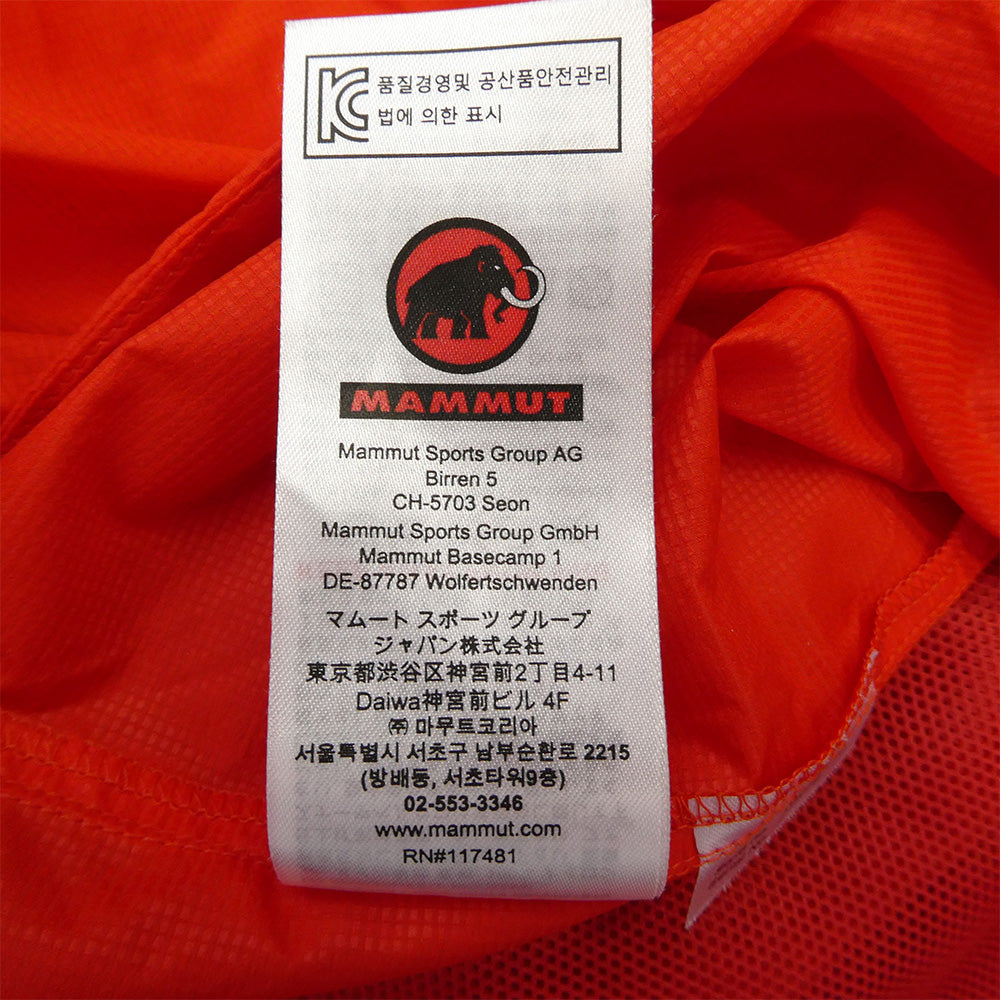 KC 품질경영및 공산품안전관리
법에 의한 표시
MAMMUT
Mammut Sports Group AG
Birren 5
CH-5703 Seon
Mammut Sports Group GmbH
Mammut Basecamp 1
DE-87787 Wolfertschwenden
マムート スポーツ グループ
ジャパン株式会社
東京都渋谷区神宮前2丁目4-11
Daiwa神宮前ビル 4F
㈜ 마무트코리아
서울특별시 서초구 남부순환로 2215
(방배동, 서초타워9층)
02-553-3346
www.mammut.com
RN#117481